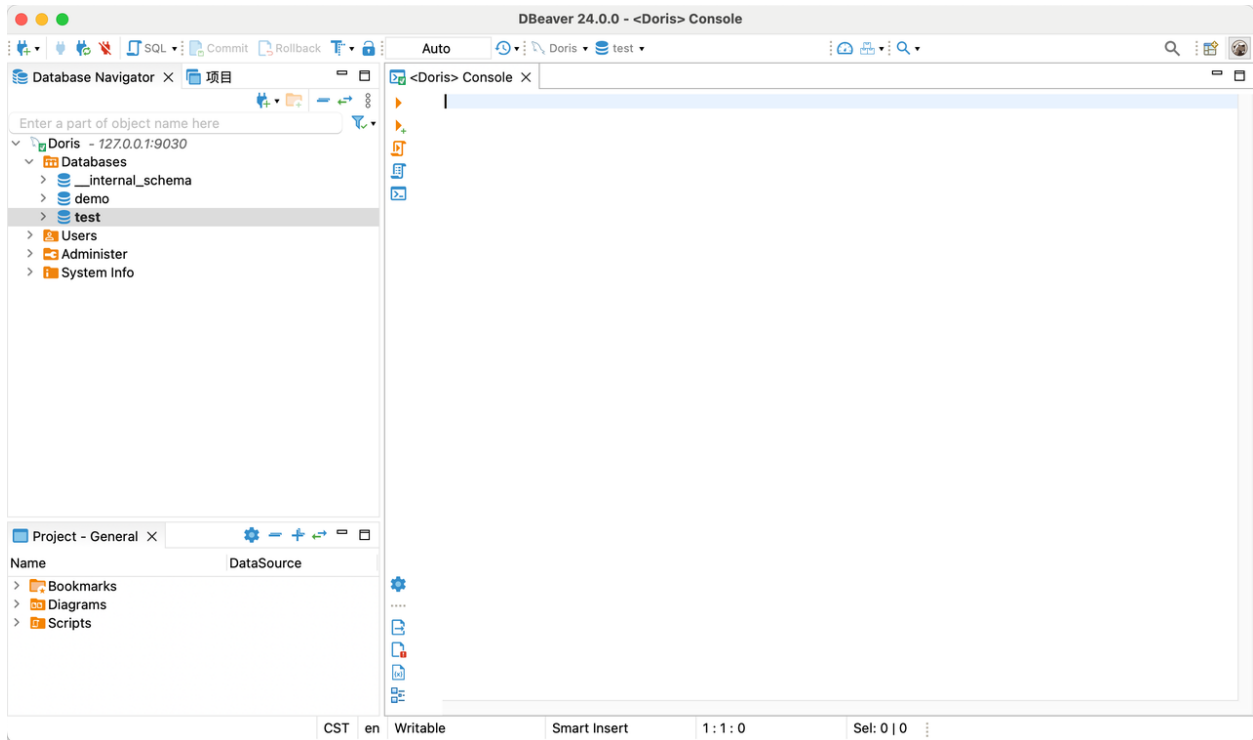 DBeaver 24.0.0 - <Doris> Console
SQL Commit Rollback Auto Doris test
Database Navigator 项目
Enter a part of object name here
Doris - 127.0.0.1:9030
Databases
__internal_schema
demo
test
Users
Administer
System Info
<Doris> Console
Project - General
Name DataSource
Bookmarks
Diagrams
Scripts
CST en Writable Smart Insert 1 : 1 : 0 Sel: 0 | 0